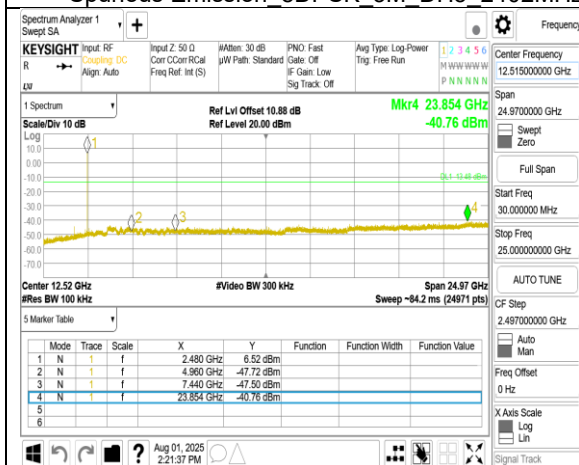 Spectrum Analyzer 1
Swept SA
Frequency
KEYSIGHT
R
LXI
Input: RF
Coupling: DC
Align: Auto
Input Z: 50 Ω
Corr CCorr RCal
Freq Ref: Int (S)
#Atten: 30 dB
µW Path: Standard
PNO: Fast
Gate: Off
IF Gain: Low
Sig Track: Off
Avg Type: Log-Power
Trig: Free Run
1 2 3 4 5 6
M W W W W W
P N N N N N
1 Spectrum
Scale/Div 10 dB
Ref Lvl Offset 10.88 dB
Ref Level 20.00 dBm
Mkr4 23.854 GHz
-40.76 dBm
Log
10.0
0.00
-10.0
-20.0
-30.0
-40.0
-50.0
-60.0
-70.0
1
2
3
4
Center 12.52 GHz
#Res BW 100 kHz
#Video BW 300 kHz
Span 24.97 GHz
Sweep ~84.2 ms (24971 pts)
5 Marker Table
Mode Trace Scale X Y Function Function Width Function Value
1 N 1 f 2.480 GHz 6.52 dBm
2 N 1 f 4.960 GHz -47.72 dBm
3 N 1 f 7.440 GHz -47.50 dBm
4 N 1 f 23.854 GHz -40.76 dBm
5
6
Aug 01, 2025
2:21:37 PM
Center Frequency
12.515000000 GHz
Span
24.9700000 GHz
Swept
Zero
Full Span
Start Freq
30.000000 MHz
Stop Freq
25.00000000 GHz
AUTO TUNE
CF Step
2.497000000 GHz
Auto
Man
Freq Offset
0 Hz
X Axis Scale
Log
Lin
Signal Track